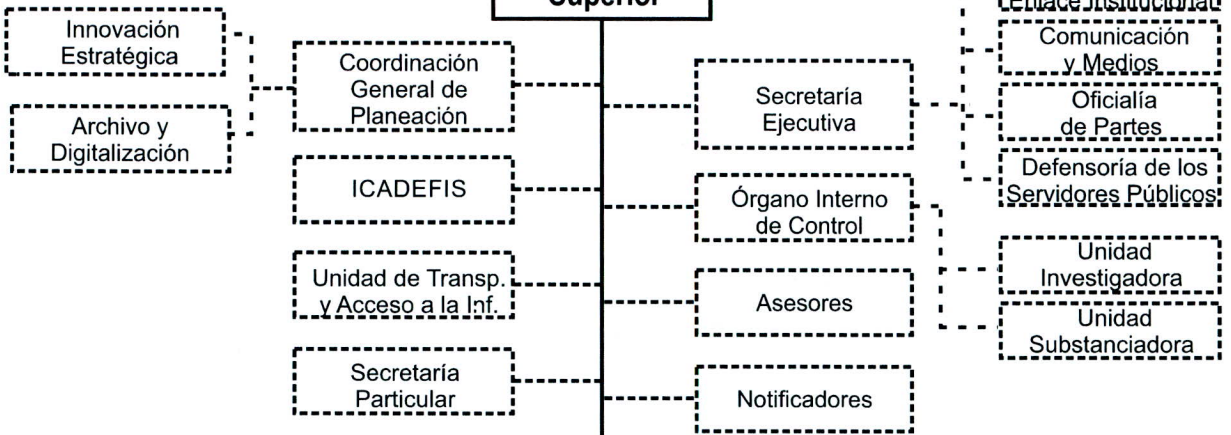 Superior
Enlace Institucional
Innovación
Estratégica
Archivo y
Digitalización
Coordinación
General de
Planeación
ICADEFIS
Unidad de Transp.
y Acceso a la Inf.
Secretaría
Particular
Secretaría
Ejecutiva
Órgano Interno
de Control
Asesores
Notificadores
Comunicación
y Medios
Oficialía
de Partes
Defensoría de los
Servidores Públicos
Unidad
Investigadora
Unidad
Substanciadora